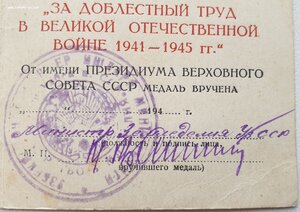 „ЗА ДОБЛЕСТНЫЙ ТРУД
В ВЕЛИКОЙ ОТЕЧЕСТВЕННОЙ
ВОЙНЕ 1941—1945 гг."
От имени ПРЕЗИДИУМА ВЕРХОВНОГО
СОВЕТА СССР МЕДАЛЬ ВРУЧЕНА
„ " 194 г.
Министр
М. П. должность и подпись лица,
вручившего медаль)